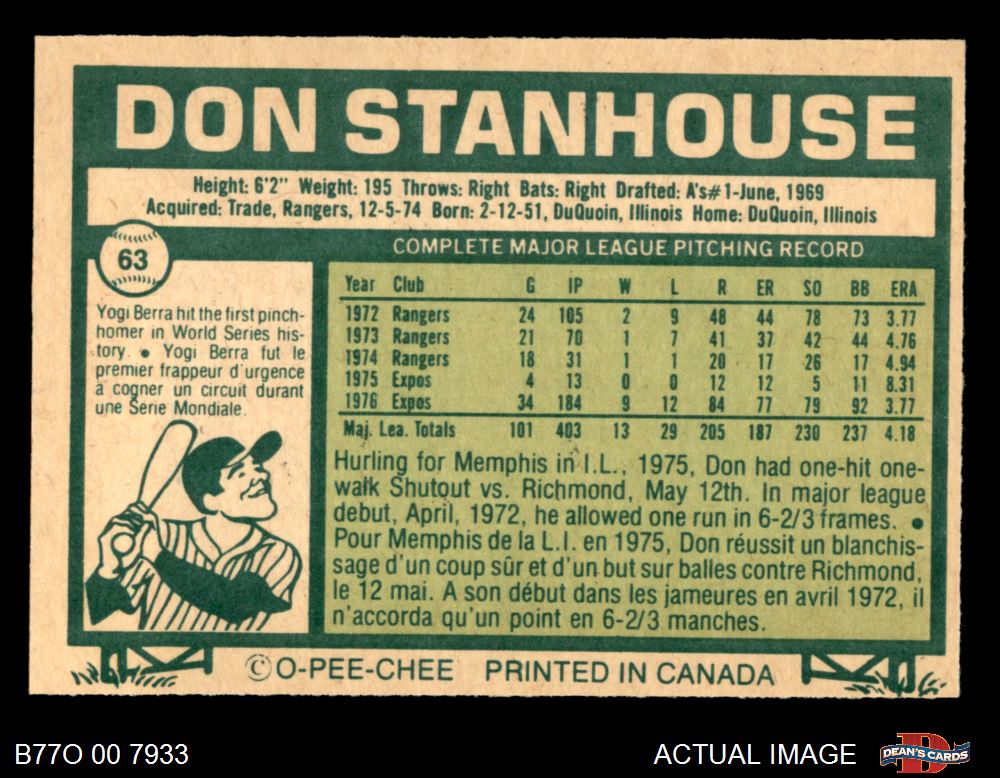 DON STANHOUSE
Height: 6'2" Weight: 195 Throws: Right Bats: Right Drafted: A's#1-June, 1969
Acquired: Trade, Rangers, 12-5-74 Born: 2-12-51, DuQuoin, Illinois Home: DuQuoin, Illinois
63
Yogi Berra hit the first pinch-
homer in World Series his-
tory. • Yogi Berra fut le
premier frappeur d'urgence
à cogner un circuit durant
une Série Mondiale.
COMPLETE MAJOR LEAGUE PITCHING RECORD
Year Club G IP W L R ER SO BB ERA
1972 Rangers 24 105 2 9 48 44 78 73 3.77
1973 Rangers 21 70 1 7 41 37 42 44 4.76
1974 Rangers 18 31 1 1 20 17 26 17 4.94
1975 Expos 4 13 0 0 12 12 5 11 8.31
1976 Expos 34 184 9 12 84 77 79 92 3.77
Maj. Lea. Totals 101 403 13 29 205 187 230 237 4.18
Hurling for Memphis in I.L., 1975, Don had one-hit one-
walk Shutout vs. Richmond, May 12th. In major league
debut, April, 1972, he allowed one run in 6-2/3 frames. •
Pour Memphis de la L.I. en 1975, Don réussit un blanchis-
sage d'un coup sûr et d'un but sur balles contre Richmond,
le 12 mai. A son début dans les jameures en avril 1972, il
n'accorda qu'un point en 6-2/3 manches.
© O-PEE-CHEE PRINTED IN CANADA
B77O 00 7933
ACTUAL IMAGE
DEAN'S CARDS